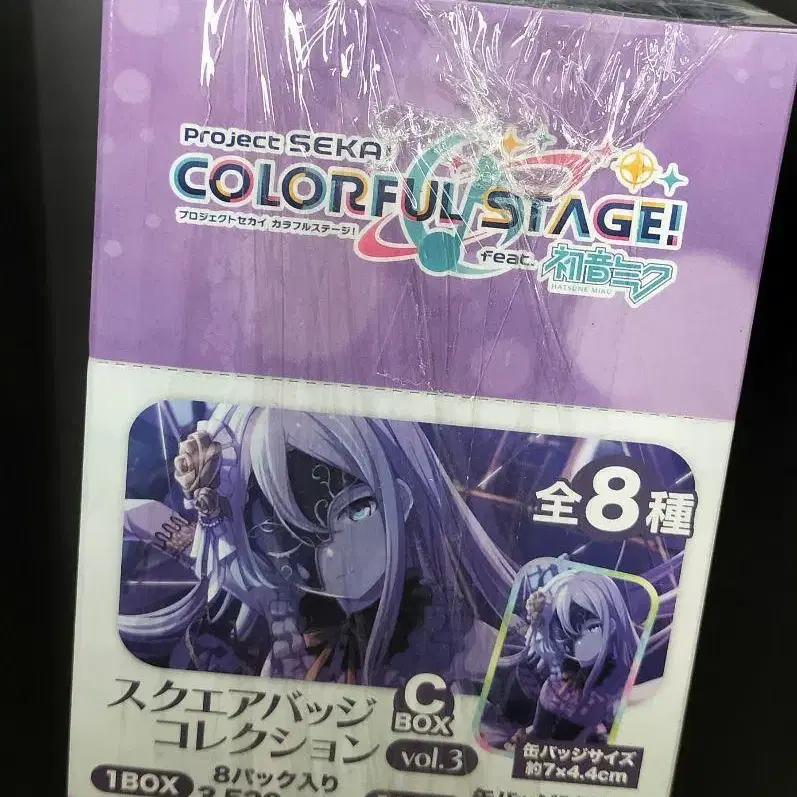 Project SEKAI
COLORFUL STAGE!
プロジェクトセカイ カラフルステージ!
feat. 初音ミク
HATSUNE MIKU
全8種
スクエアバッジ
コレクション
C
BOX
vol.3
缶バッジサイズ
約7×4.4cm
1BOX 8パック入り